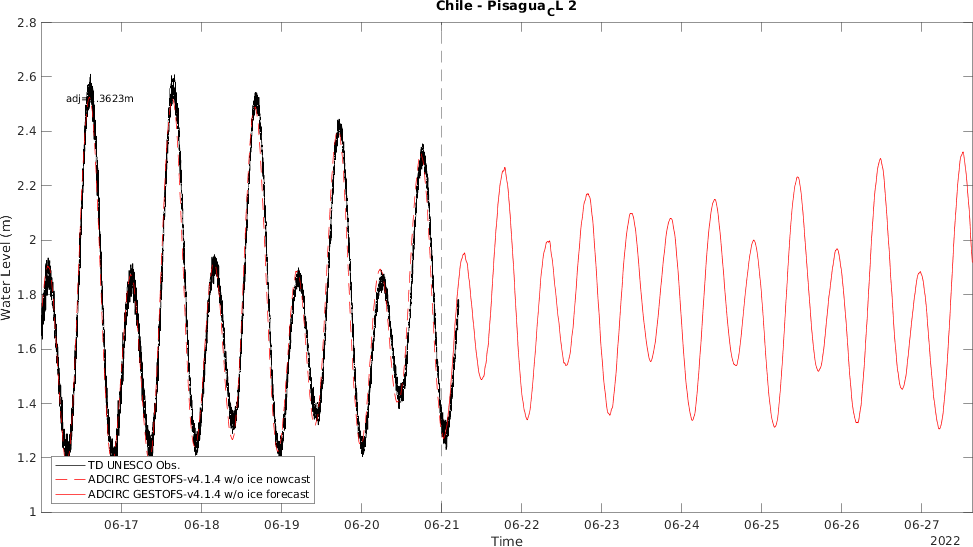 Chile - Pisagua_CL 2
2.8
2.6
adj= .3623m
2.4
2.2
2
1.8
1.6
1.4
1.2
1
Water Level (m)
TD UNESCO Obs.
ADCIRC GESTOFS-v4.1.4 w/o ice nowcast
ADCIRC GESTOFS-v4.1.4 w/o ice forecast
06-17 06-18 06-19 06-20 06-21 06-22 06-23 06-24 06-25 06-26 06-27
Time
2022